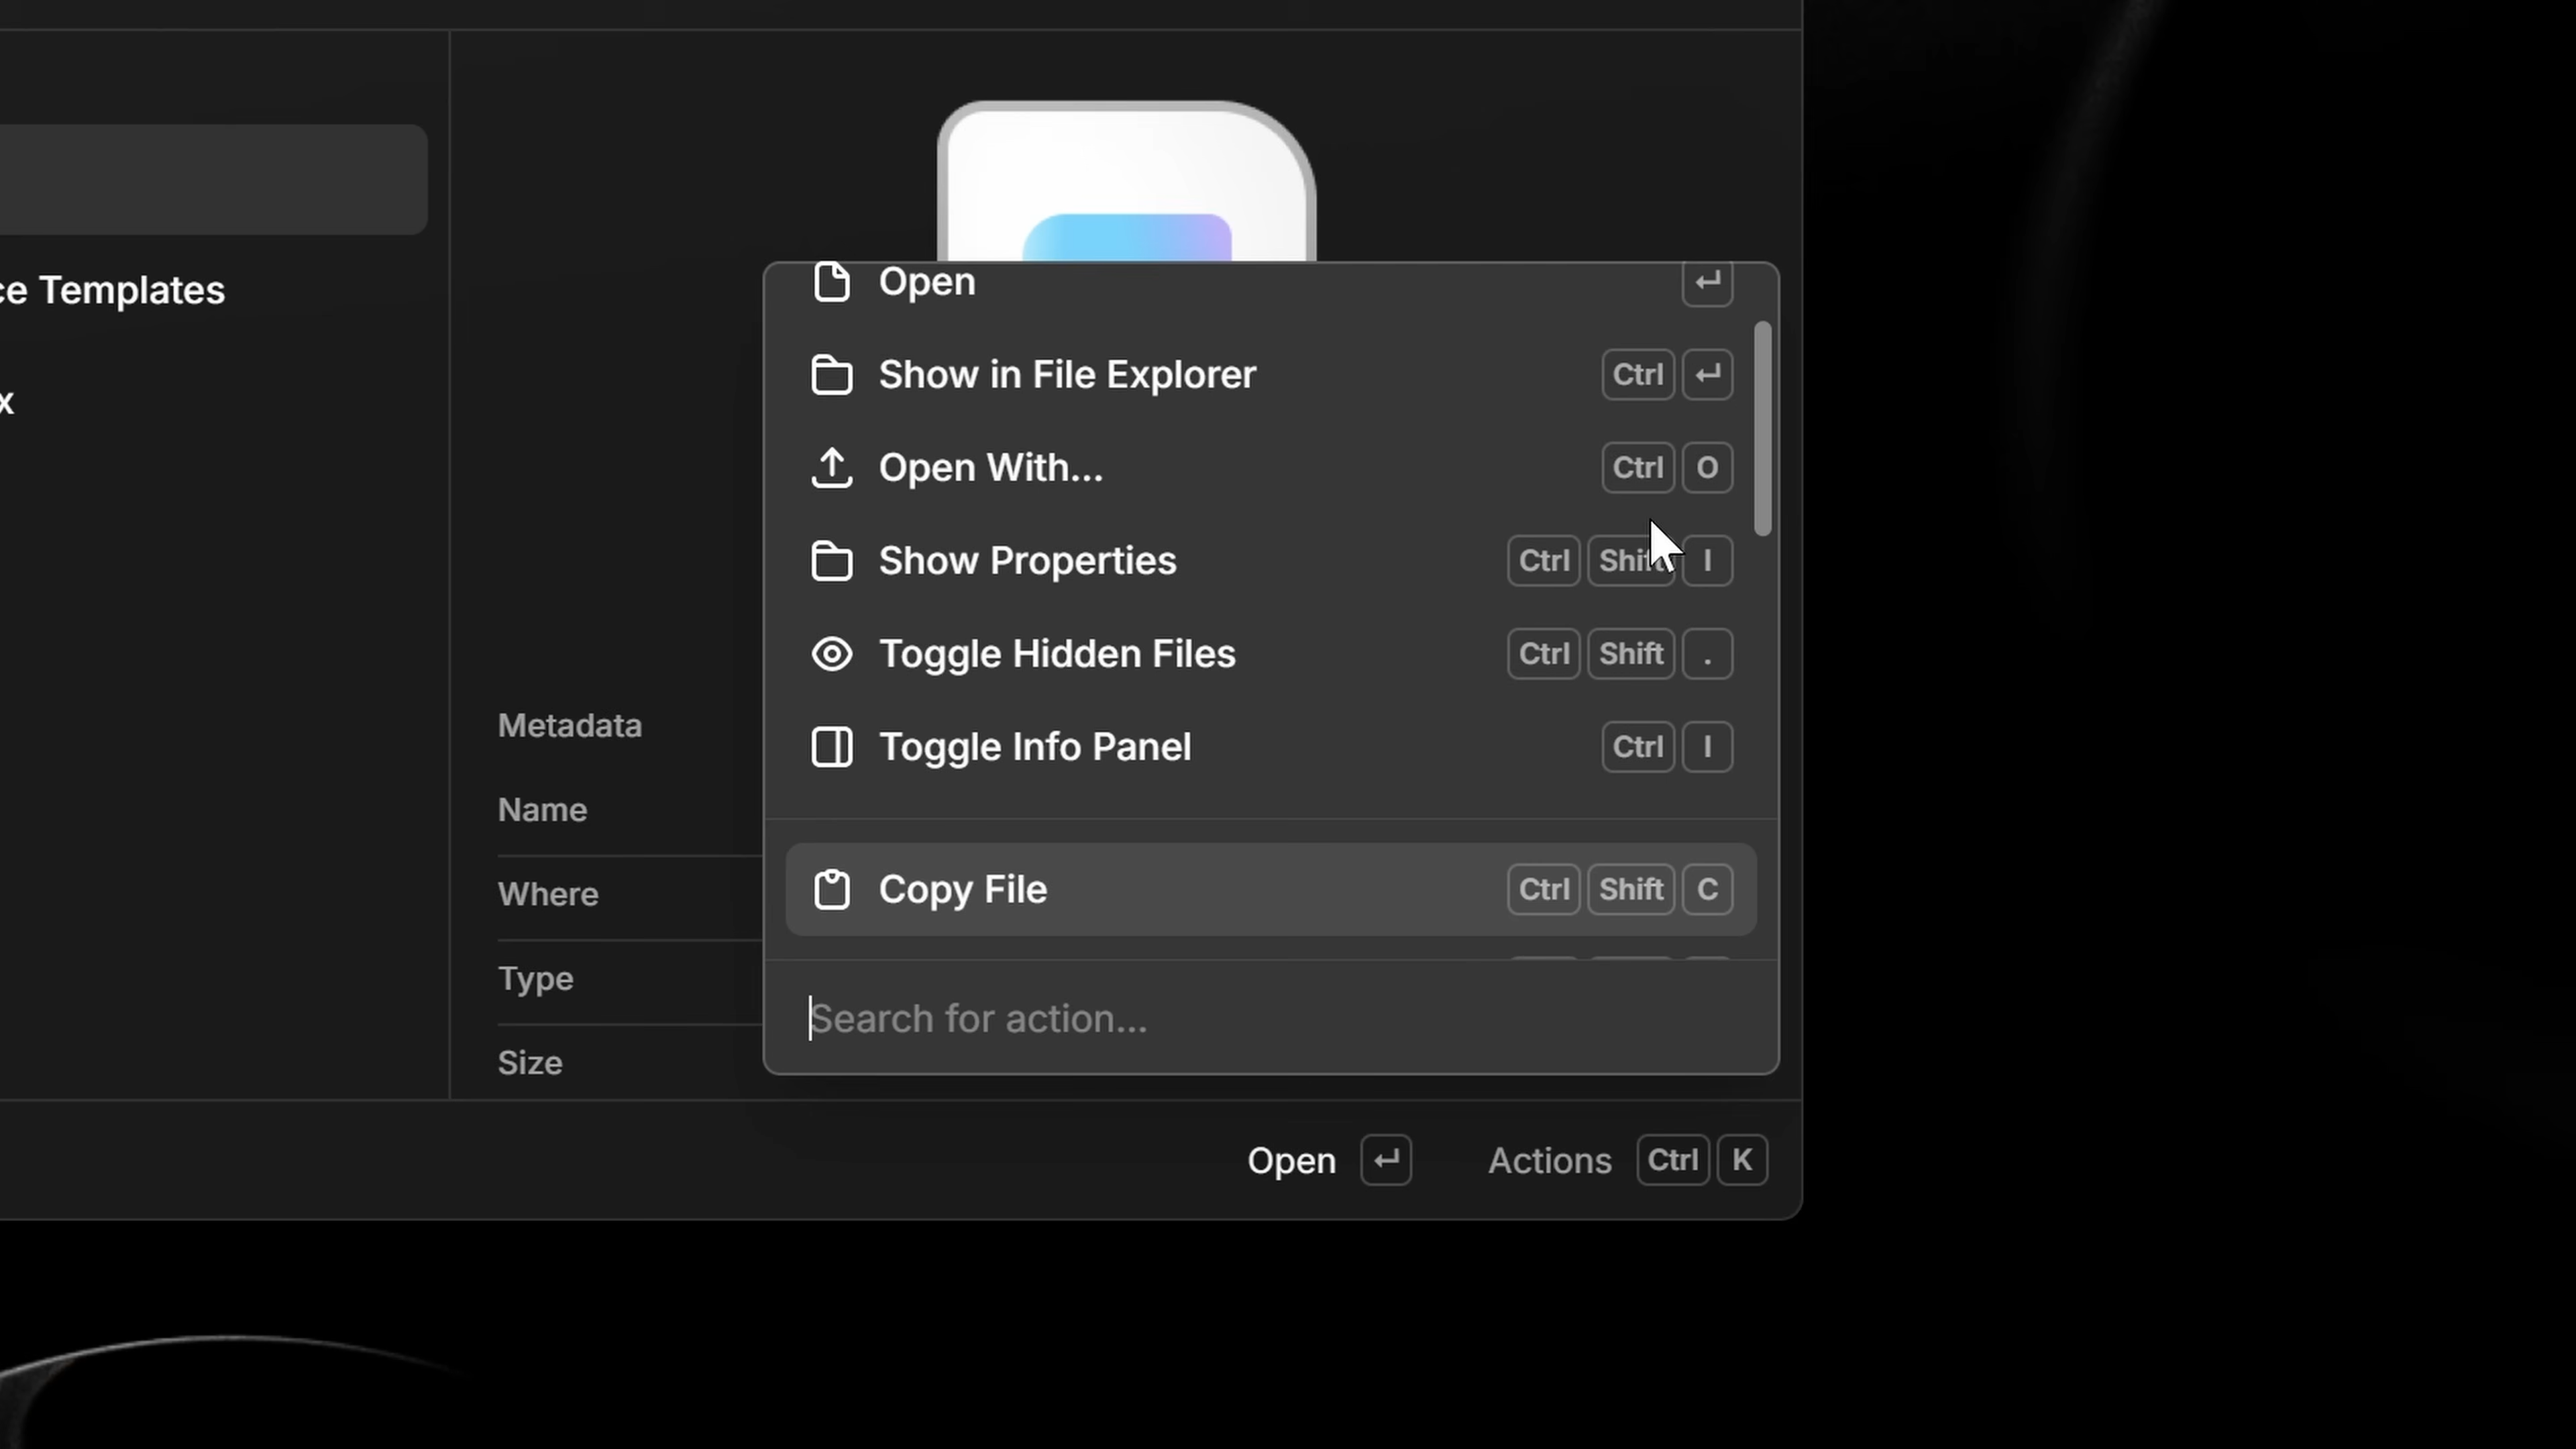 ce Templates
x
Open ↵
Show in File Explorer Ctrl ↵
Open With... Ctrl O
Show Properties Ctrl Shift I
Toggle Hidden Files Ctrl Shift .
Toggle Info Panel Ctrl I
Copy File Ctrl Shift C
Search for action...
Metadata
Name
Where
Type
Size
Open ↵ Actions Ctrl K